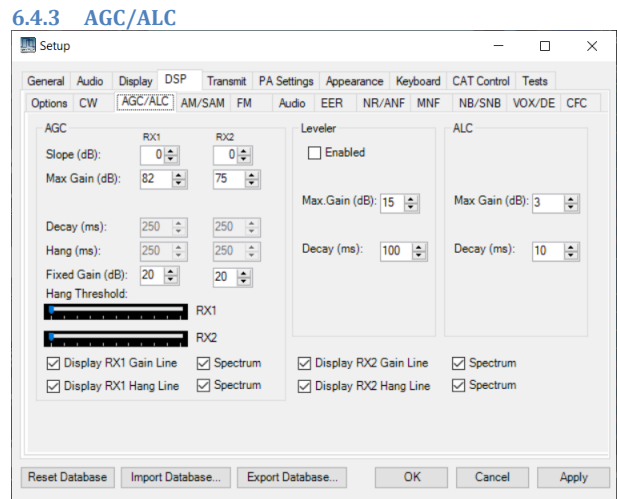 6.4.3 AGC/ALC
Setup
General Audio Display DSP Transmit PA Settings Appearance Keyboard CAT Control Tests
Options CW AGC/ALC AM/SAM FM Audio EER NR/ANF MNF NB/SNB VOX/DE CFC
AGC
RX1 RX2
Slope (dB): 0 0
Max Gain (dB): 82 75
Decay (ms): 250 250
Hang (ms): 250 250
Fixed Gain (dB): 20 20
Hang Threshold:
RX1
RX2
Display RX1 Gain Line Spectrum
Display RX1 Hang Line Spectrum
Leveler
Enabled
Max.Gain (dB): 15
Decay (ms): 100
ALC
Max Gain (dB): 3
Decay (ms): 10
Display RX2 Gain Line Spectrum
Display RX2 Hang Line Spectrum
Reset Database Import Database... Export Database... OK Cancel Apply